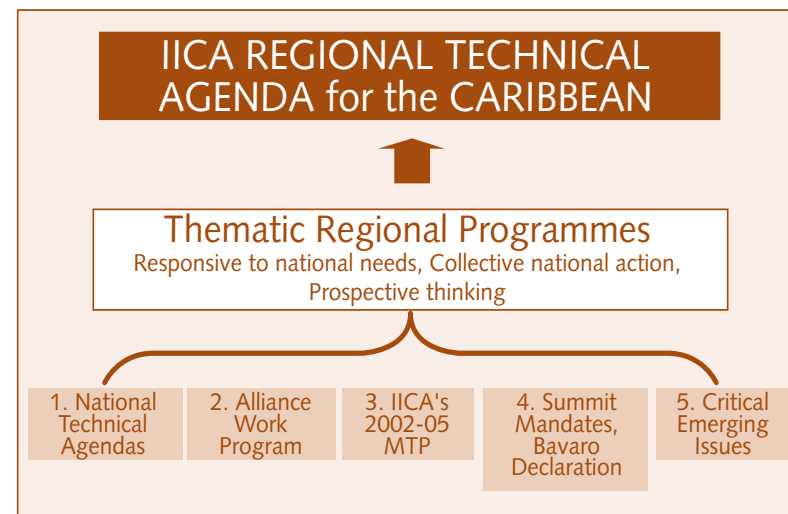 IICA REGIONAL TECHNICAL
AGENDA for the CARIBBEAN
Thematic Regional Programmes
Responsive to national needs, Collective national action,
Prospective thinking
1. National
Technical
Agendas
2. Alliance
Work
Program
3. IICA's
2002-05
MTP
4. Summit
Mandates,
Bavaro
Declaration
5. Critical
Emerging
Issues